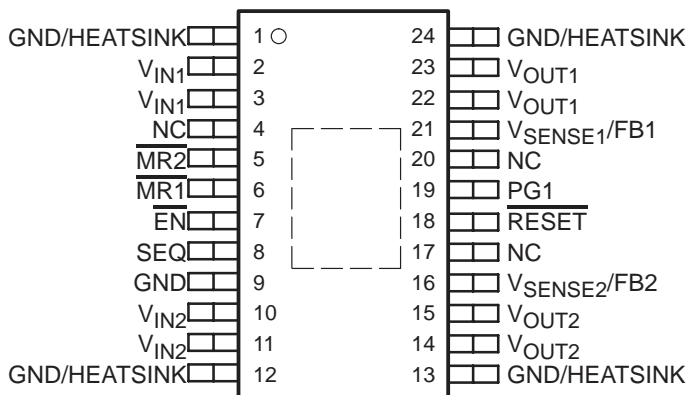 GND/HEATSINK 1 24 GND/HEATSINK
VIN1 2 23 VOUT1
VIN1 3 22 VOUT1
NC 4 21 VSENSE1/FB1
MR2 5 20 NC
MR1 6 19 PG1
EN 7 18 RESET
SEQ 8 17 NC
GND 9 16 VSENSE2/FB2
VIN2 10 15 VOUT2
VIN2 11 14 VOUT2
GND/HEATSINK 12 13 GND/HEATSINK